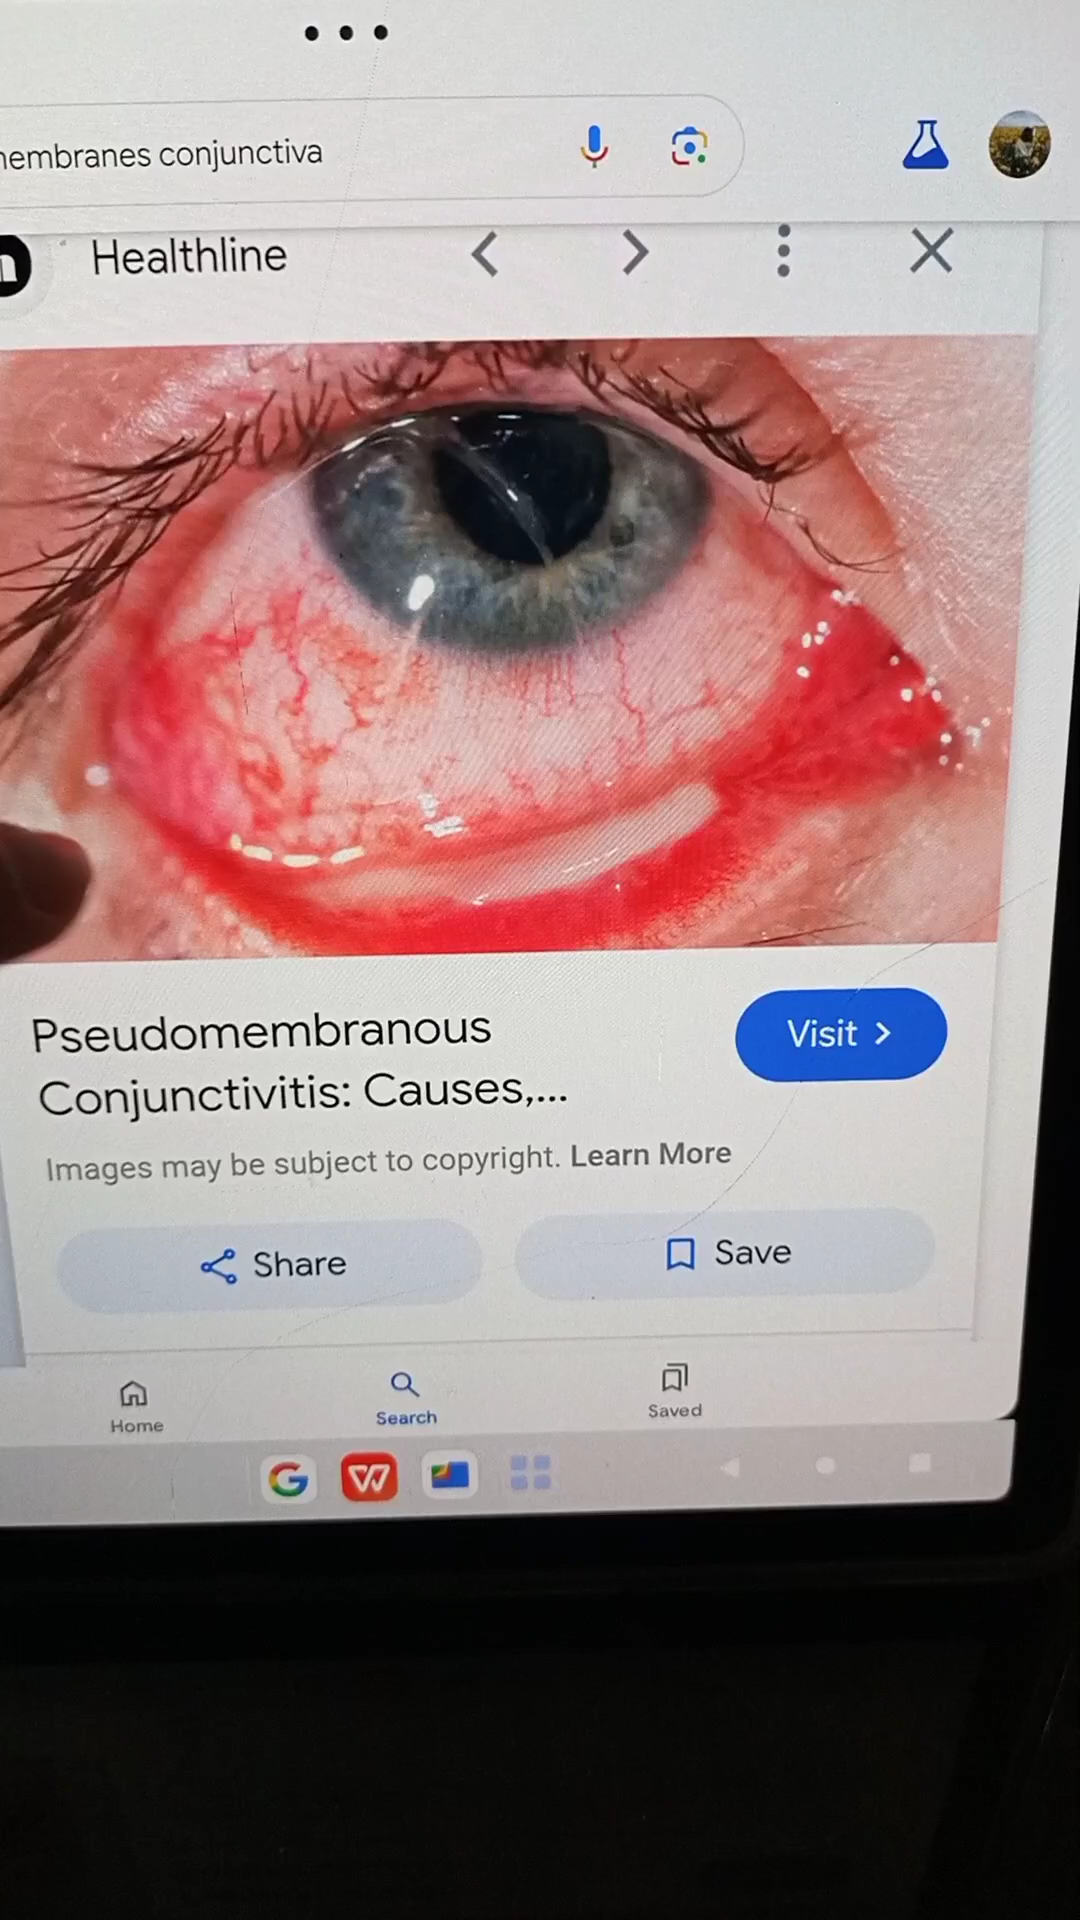 membranes conjunctiva
Healthline
Pseudomembranous
Conjunctivitis: Causes,...
Visit >
Images may be subject to copyright. Learn More
Share
Save
Home
Search
Saved